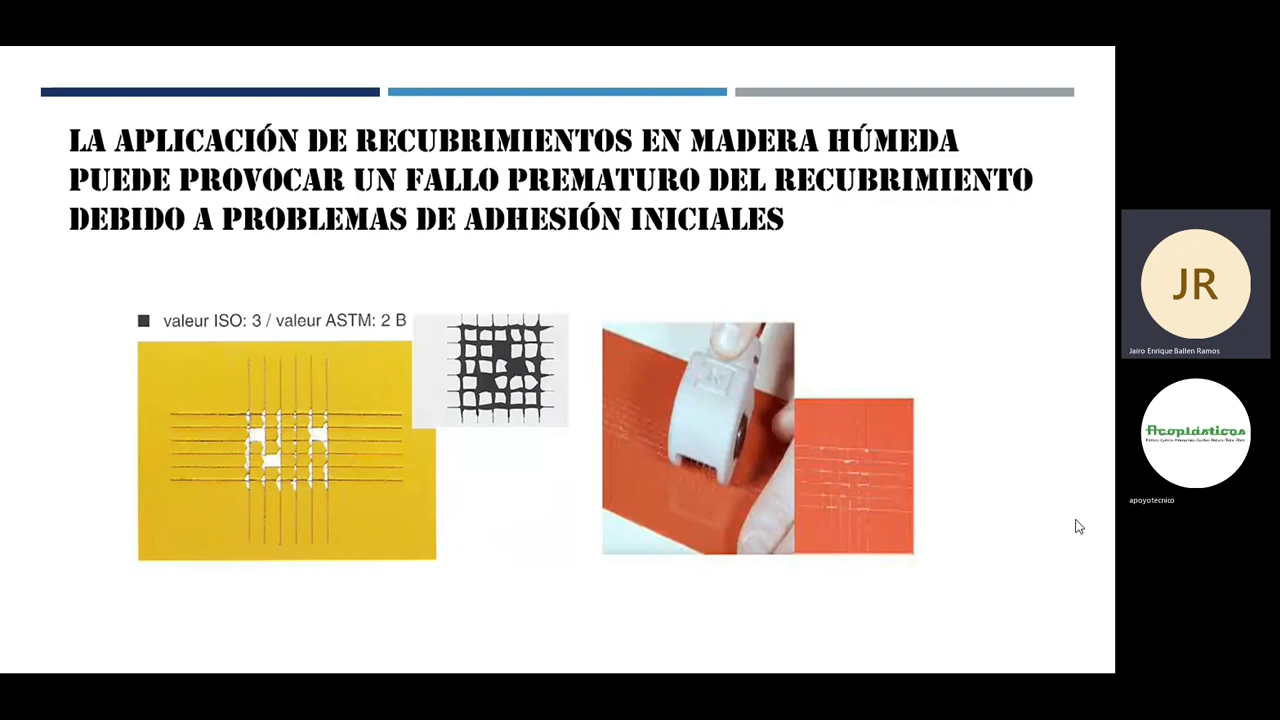 LA APLICACIÓN DE RECUBRIMIENTOS EN MADERA HÚMEDA
PUEDE PROVOCAR UN FALLO PREMATURO DEL RECUBRIMIENTO
DEBIDO A PROBLEMAS DE ADHESIÓN INICIALES
valeur ISO: 3 / valeur ASTM: 2 B
JR
Jairo Enrique Ballen Ramos
Acoplásticos
apoyotecnico